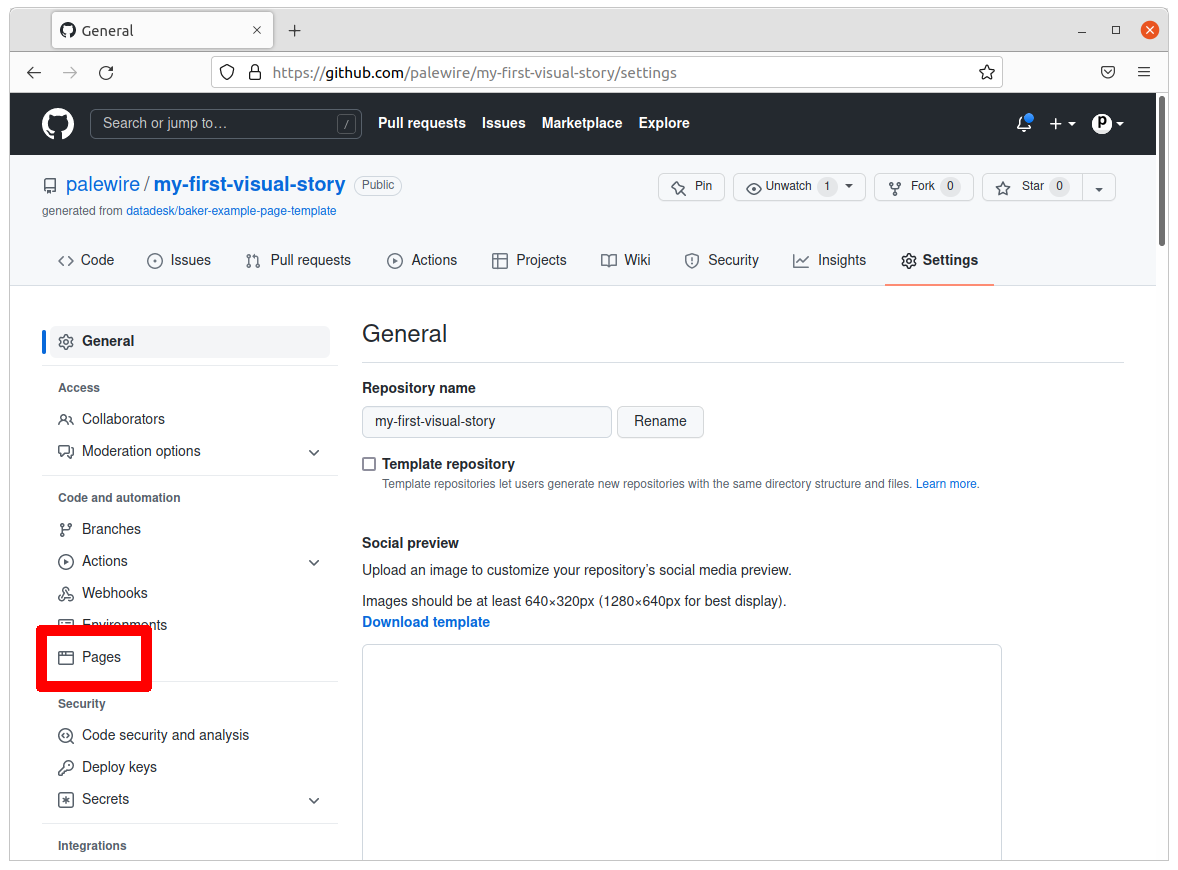 General
https://github.com/palewire/my-first-visual-story/settings
Search or jump to… / Pull requests Issues Marketplace Explore
palewire / my-first-visual-story Public Pin Unwatch 1 Fork 0 Star 0
generated from datadesk/baker-example-page-template
Code Issues Pull requests Actions Projects Wiki Security Insights Settings
General
Access
Collaborators
Moderation options
Code and automation
Branches
Actions
Webhooks
Environments
Pages
Security
Code security and analysis
Deploy keys
Secrets
Integrations
General
Repository name
my-first-visual-story Rename
Template repository
Template repositories let users generate new repositories with the same directory structure and files. Learn more.
Social preview
Upload an image to customize your repository's social media preview.
Images should be at least 640×320px (1280×640px for best display).
Download template